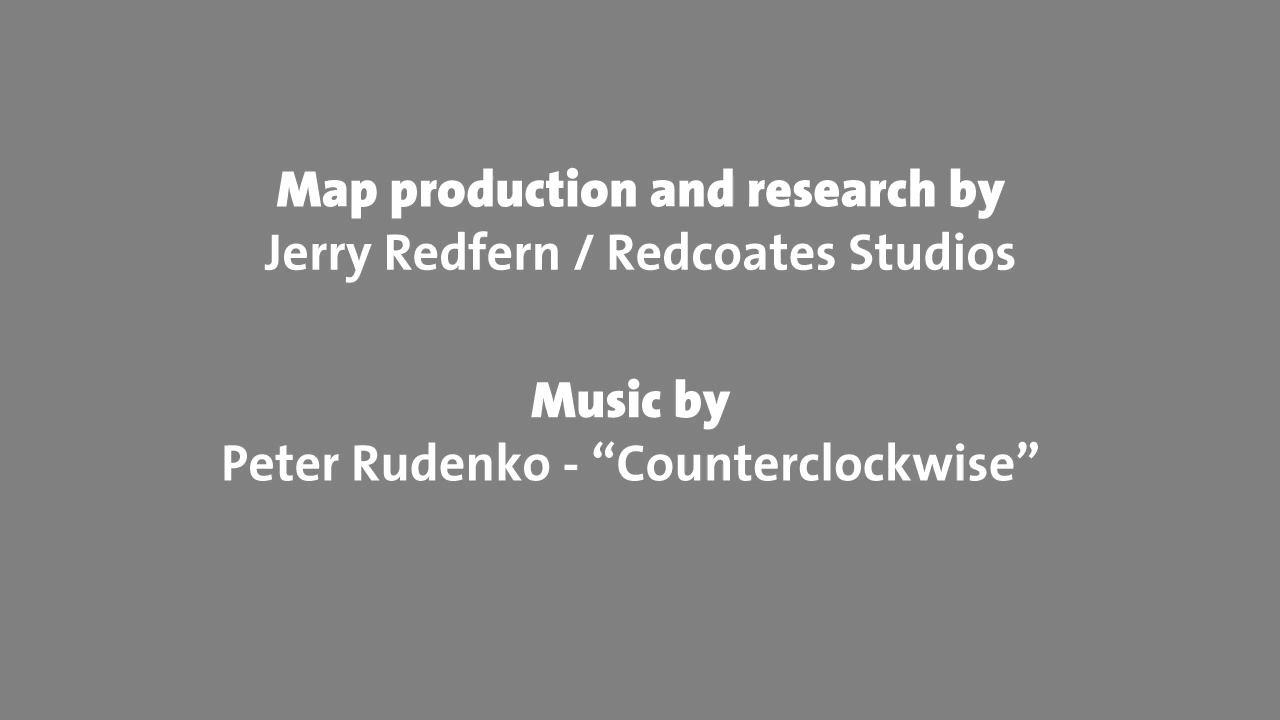 Map production and research by
Jerry Redfern / Redcoates Studios
Music by
Peter Rudenko - “Counterclockwise”